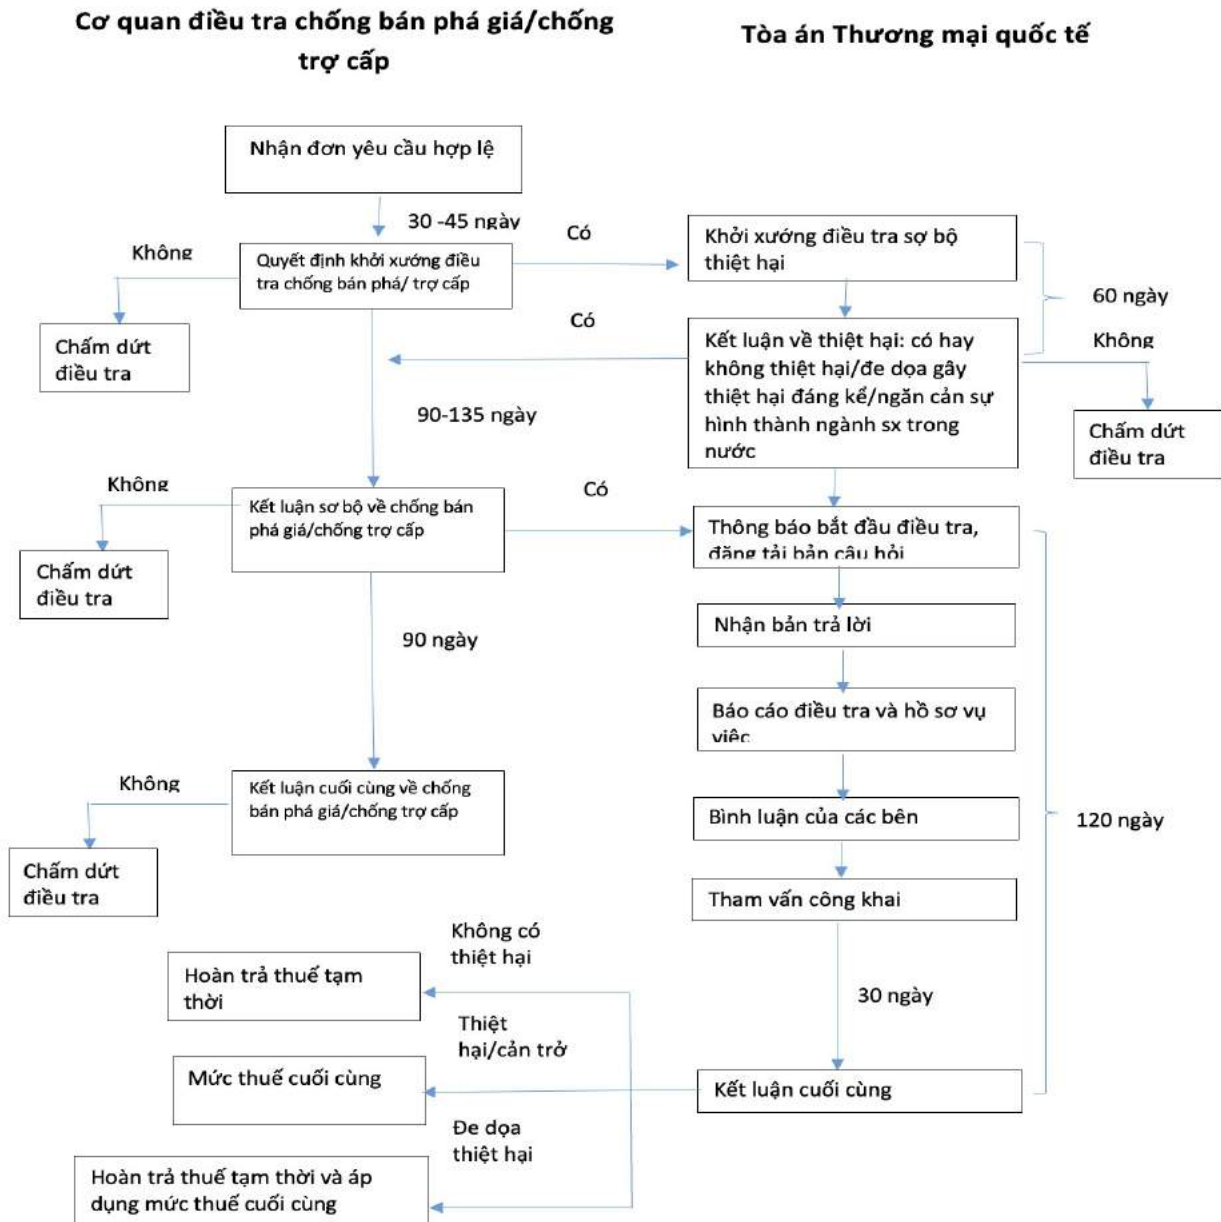 Cơ quan điều tra chống bán phá giá/chống
trợ cấp
Tòa án Thương mại quốc tế
Nhận đơn yêu cầu hợp lệ
30 -45 ngày
Không
Quyết định khởi xướng điều
tra chống bán phá/ trợ cấp
Có
Khởi xướng điều tra sơ bộ
thiệt hại
60 ngày
Chấm dứt
điều tra
Có
Kết luận về thiệt hại: có hay
không thiệt hại/đe dọa gây
thiệt hại đáng kể/ngăn cản sự
hình thành ngành sx trong
nước
Không
Chấm dứt
điều tra
90-135 ngày
Không
Kết luận sơ bộ về chống bán
phá giá/chống trợ cấp
Có
Thông báo bắt đầu điều tra,
đăng tải bản câu hỏi
Chấm dứt
điều tra
Nhận bản trả lời
90 ngày
Báo cáo điều tra và hồ sơ vụ
việc
Không
Kết luận cuối cùng về chống
bán phá giá/chống trợ cấp
Bình luận của các bên
120 ngày
Chấm dứt
điều tra
Tham vấn công khai
Không có
thiệt hại
Hoàn trả thuế tạm
thời
30 ngày
Thiệt
hại/cản trở
Mức thuế cuối cùng
Kết luận cuối cùng
Đe dọa
thiệt hại
Hoàn trả thuế tạm thời và áp
dụng mức thuế cuối cùng